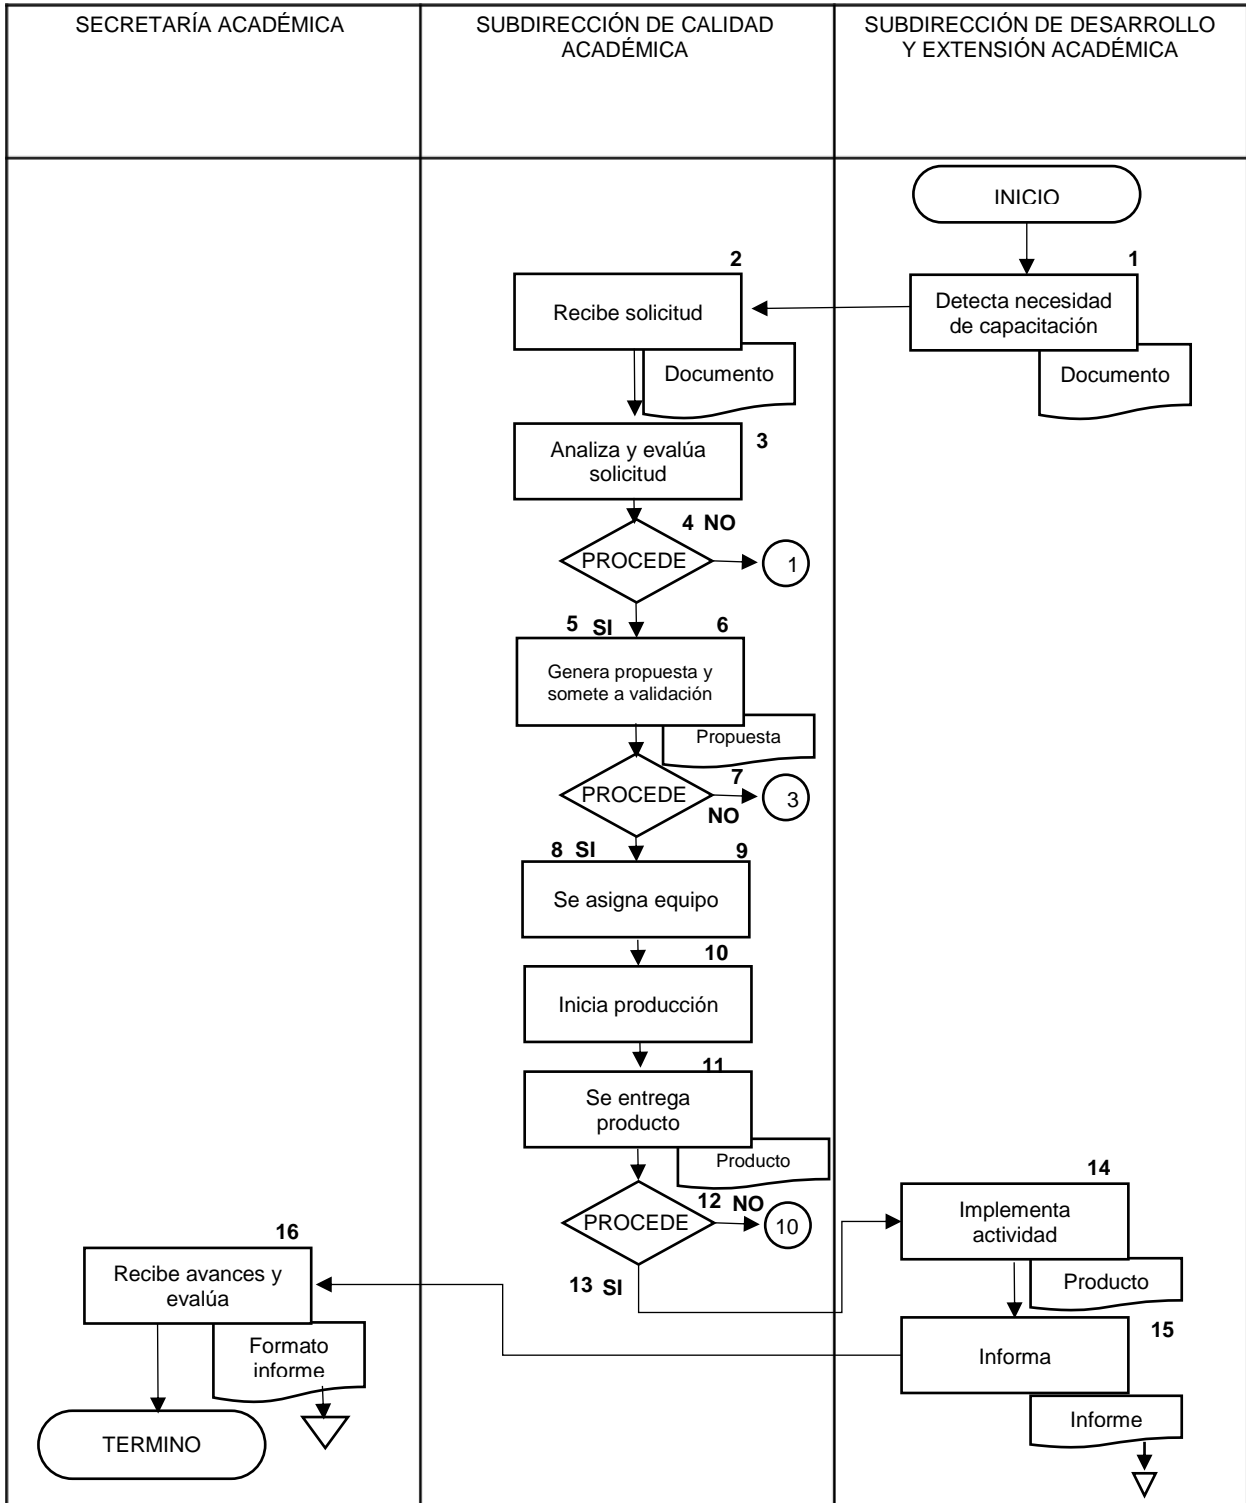 SECRETARÍA ACADÉMICA
SUBDIRECCIÓN DE CALIDAD
ACADÉMICA
SUBDIRECCIÓN DE DESARROLLO
Y EXTENSIÓN ACADÉMICA
INICIO
1
Detecta necesidad
de capacitación
Documento
2
Recibe solicitud
Documento
3
Analiza y evalúa
solicitud
4 NO
PROCEDE
1
5 SI
6
Genera propuesta y
somete a validación
Propuesta
7
PROCEDE
NO
3
8 SI
9
Se asigna equipo
10
Inicia producción
11
Se entrega
producto
Producto
12 NO
PROCEDE
10
13 SI
14
Implementa
actividad
Producto
15
Informa
Informe
16
Recibe avances y
evalúa
Formato
informe
TERMINO